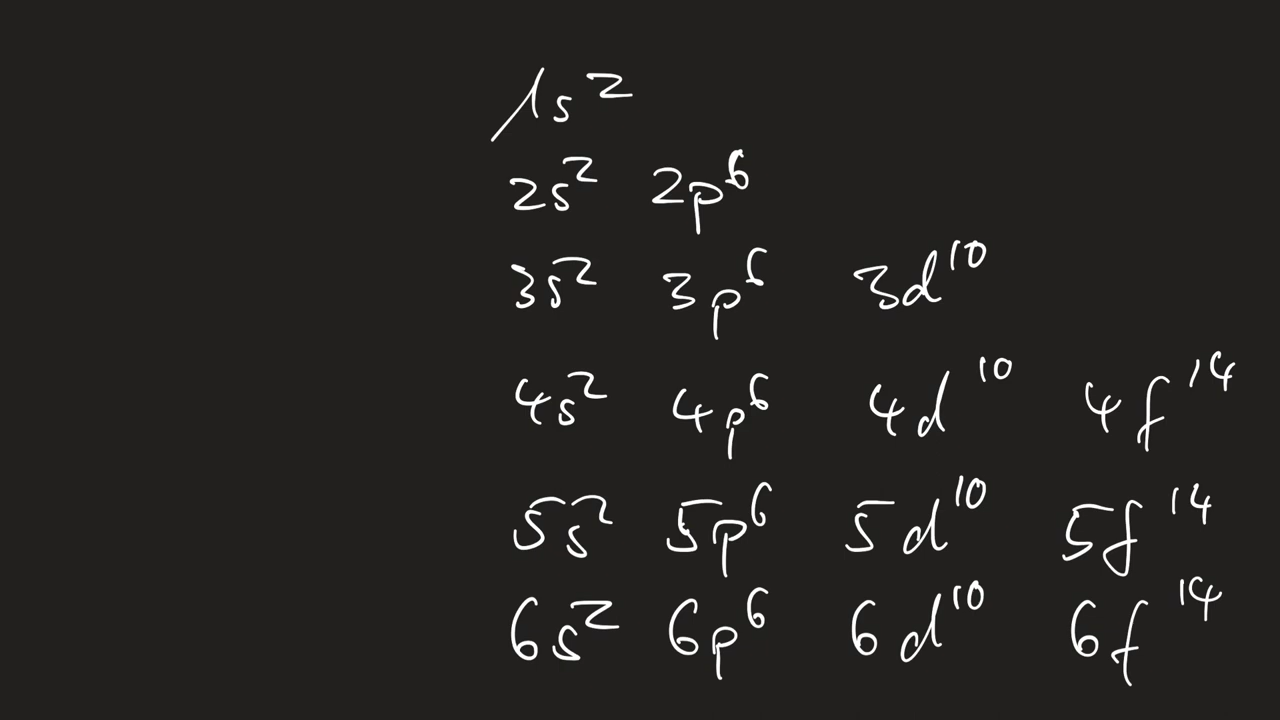 1s²
2s² 2p⁶
3s² 3p⁶ 3d¹⁰
4s² 4p⁶ 4d¹⁰ 4f¹⁴
5s² 5p⁶ 5d¹⁰ 5f¹⁴
6s² 6p⁶ 6d¹⁰ 6f¹⁴